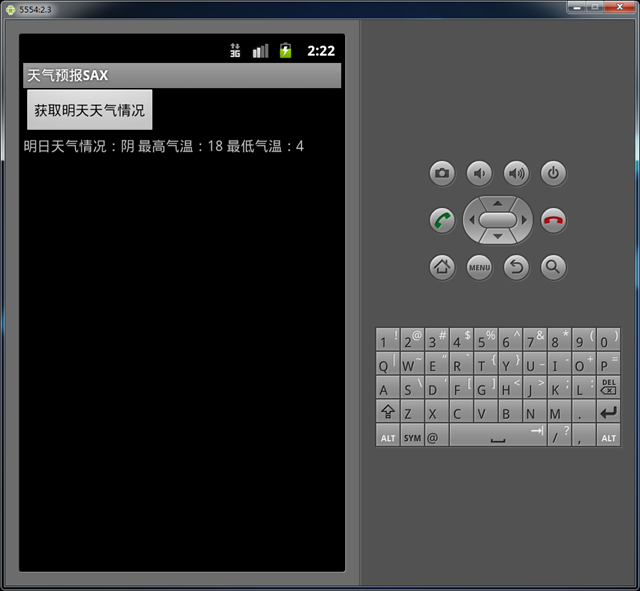 5554:2.3
3G 2:22
天气预报SAX
获取明天天气情况
明日天气情况：阴 最高气温：18 最低气温：4
MENU
1 ! 2 @ 3 # 4 $ 5 % 6 ^ 7 & 8 * 9 ( 0 )
Q | W ~ E " R ` T { Y } U _ I - O + P =
A S \ D ' F [ G ] H < J > K ; L : DEL
Z X C V B N M .
ALT SYM @ / ? , ALT